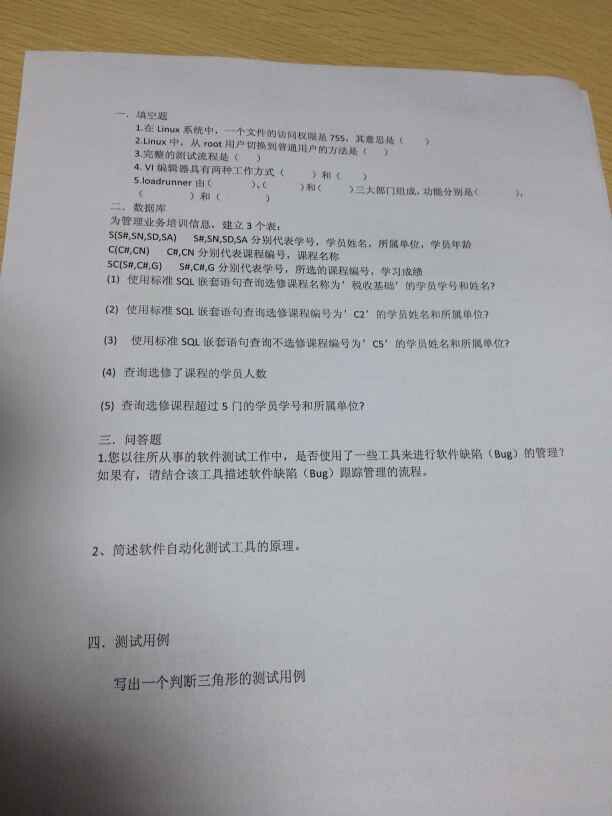 一．填空题
1.在 Linux 系统中，一个文件的访问权限是 755，其意思是（　　）
2.Linux 中，从 root 用户切换到普通用户的方法是（　　）
3.完整的测试流程是（　　）
4. VI 编辑器具有两种工作方式（　　）和（　　）
5.loadrunner 由（　　）、（　　）和（　　）三大部门组成，功能分别是（　　），
（　　）和（　　）
二．数据库
为管理业务培训信息，建立 3 个表：
S(S#,SN,SD,SA)　S#,SN,SD,SA 分别代表学号，学员姓名，所属单位，学员年龄
C(C#,CN)　C#,CN 分别代表课程编号，课程名称
SC(S#,C#,G)　S#,C#,G 分别代表学号，所选的课程编号，学习成绩
(1) 使用标准 SQL 嵌套语句查询选修课程名称为’税收基础’的学员学号和姓名?
(2) 使用标准 SQL 嵌套语句查询选修课程编号为’C2’的学员姓名和所属单位?
(3) 使用标准 SQL 嵌套语句查询不选修课程编号为’C5’的学员姓名和所属单位?
(4) 查询选修了课程的学员人数
(5) 查询选修课程超过 5 门的学员学号和所属单位?
三．问答题
1.您以往所从事的软件测试工作中，是否使用了一些工具来进行软件缺陷（Bug）的管理？
如果有，请结合该工具描述软件缺陷（Bug）跟踪管理的流程。
2、简述软件自动化测试工具的原理。
四．测试用例
写出一个判断三角形的测试用例